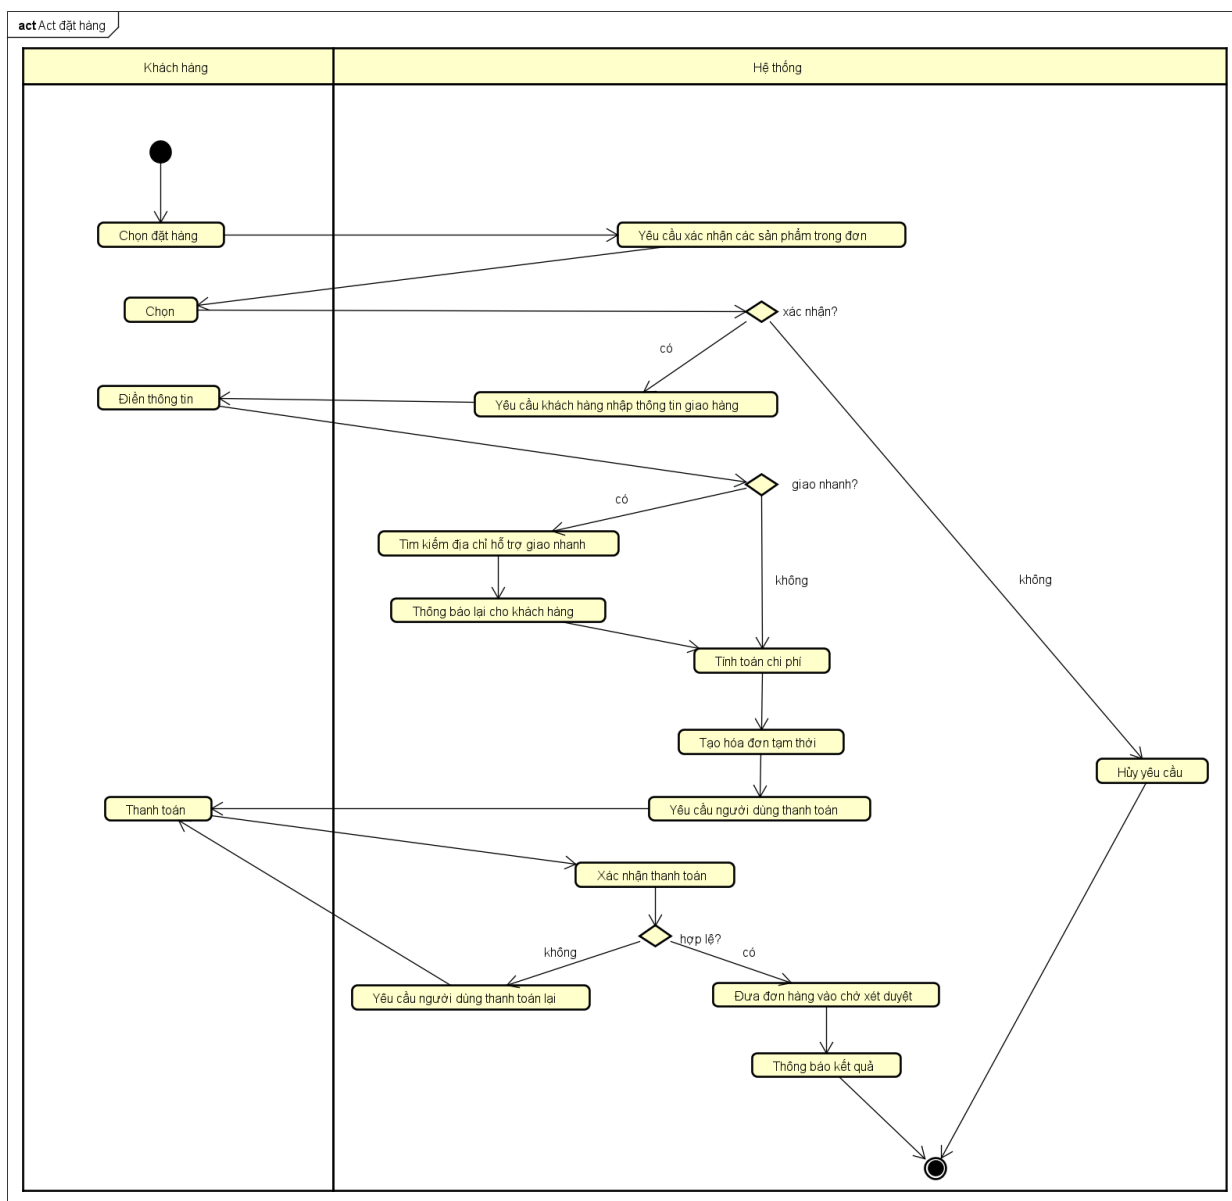 act Act đặt hàng
Khách hàng
Hệ thống
Chọn đặt hàng
Yêu cầu xác nhận các sản phẩm trong đơn
Chọn
xác nhận?
có
Điền thông tin
Yêu cầu khách hàng nhập thông tin giao hàng
giao nhanh?
có
Tìm kiếm địa chỉ hỗ trợ giao nhanh
không
không
Thông báo lại cho khách hàng
Tính toán chi phí
Tạo hóa đơn tạm thời
Hủy yêu cầu
Thanh toán
Yêu cầu người dùng thanh toán
Xác nhận thanh toán
hợp lệ?
không
có
Yêu cầu người dùng thanh toán lại
Đưa đơn hàng vào chờ xét duyệt
Thông báo kết quả